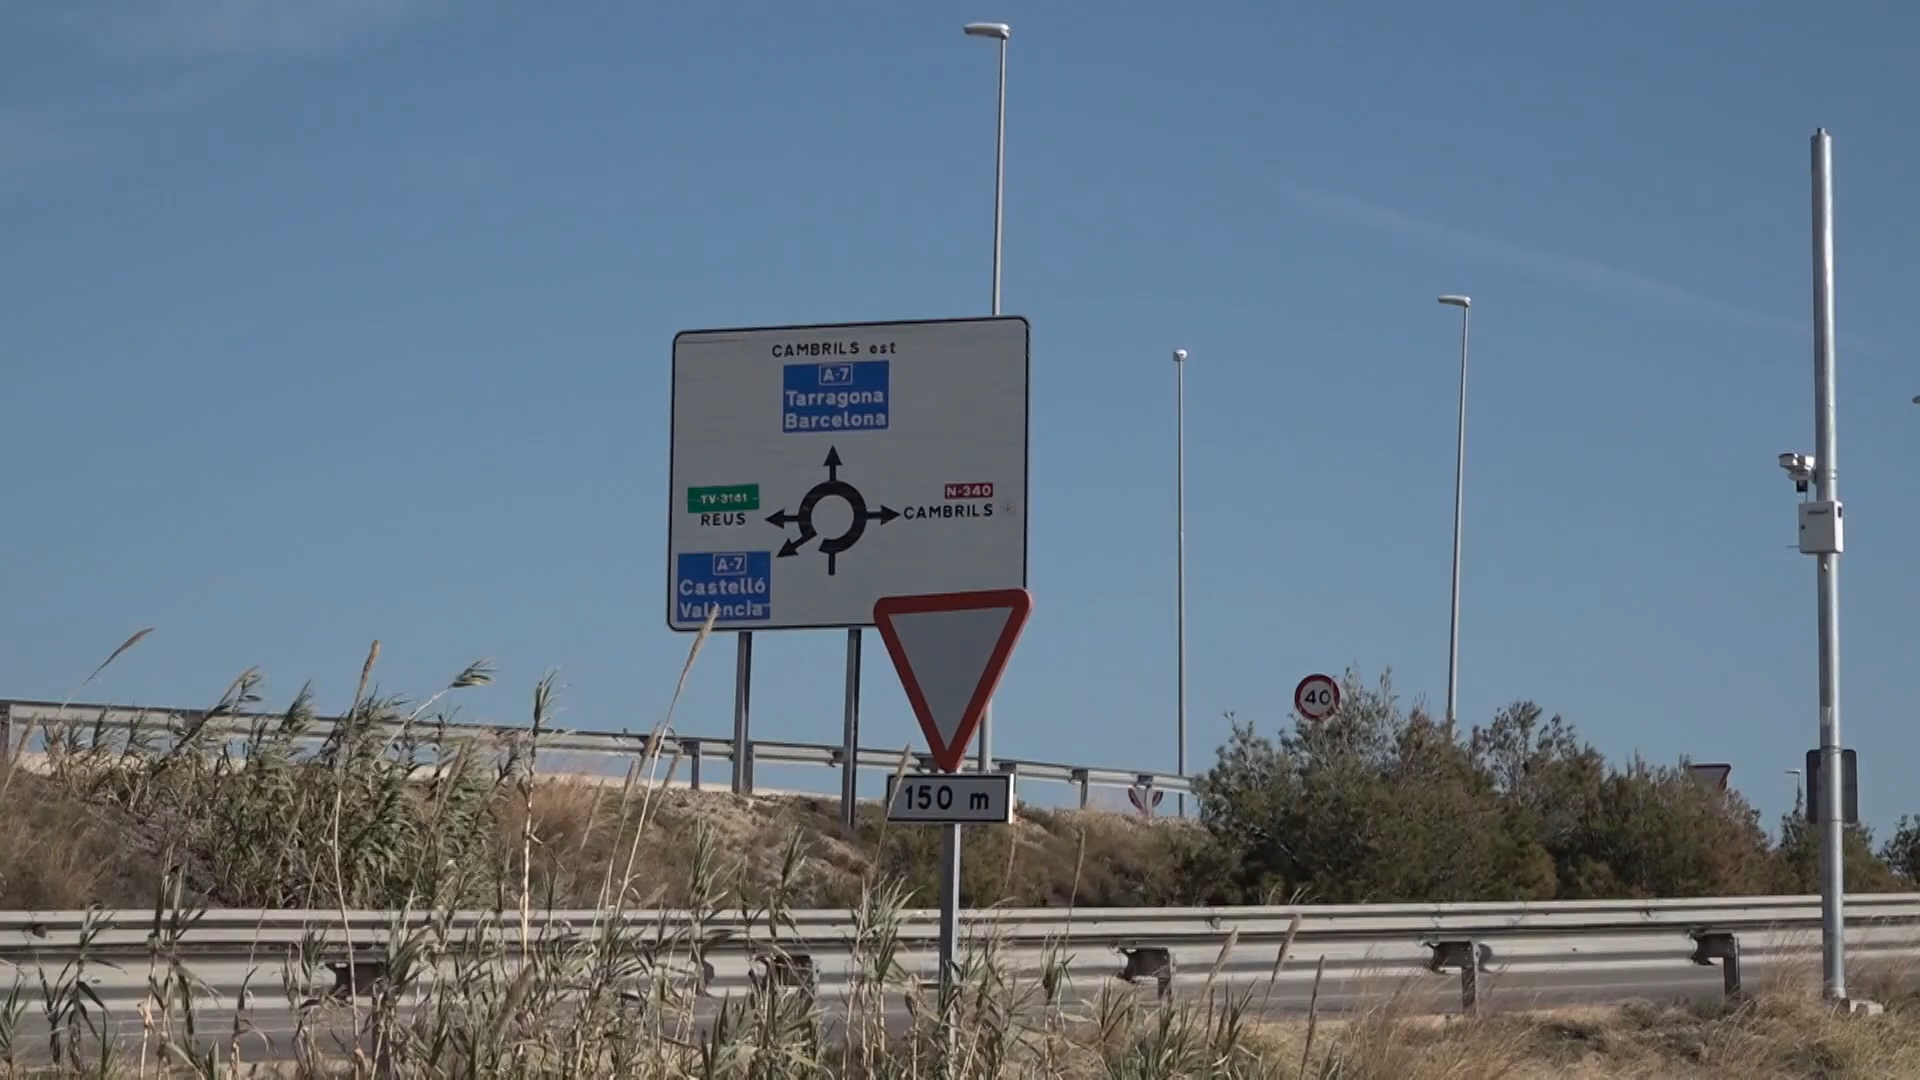 CAMBRILS est
A-7
Tarragona
Barcelona
TV-3141
REUS
N-340
CAMBRILS
A-7
Castelló
València
150 m
40